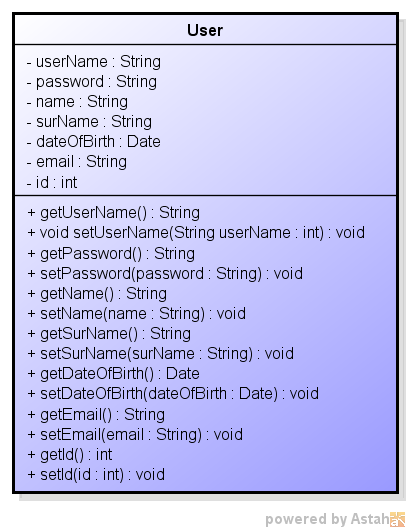 User
- userName : String
- password : String
- name : String
- surName : String
- dateOfBirth : Date
- email : String
- id : int
+ getUserName() : String
+ void setUserName(String userName : int) : void
+ getPassword() : String
+ setPassword(password : String) : void
+ getName() : String
+ setName(name : String) : void
+ getSurName() : String
+ setSurName(surName : String) : void
+ getDateOfBirth() : Date
+ setDateOfBirth(dateOfBirth : Date) : void
+ getEmail() : String
+ setEmail(email : String) : void
+ getId() : int
+ setId(id : int) : void
powered by Astah